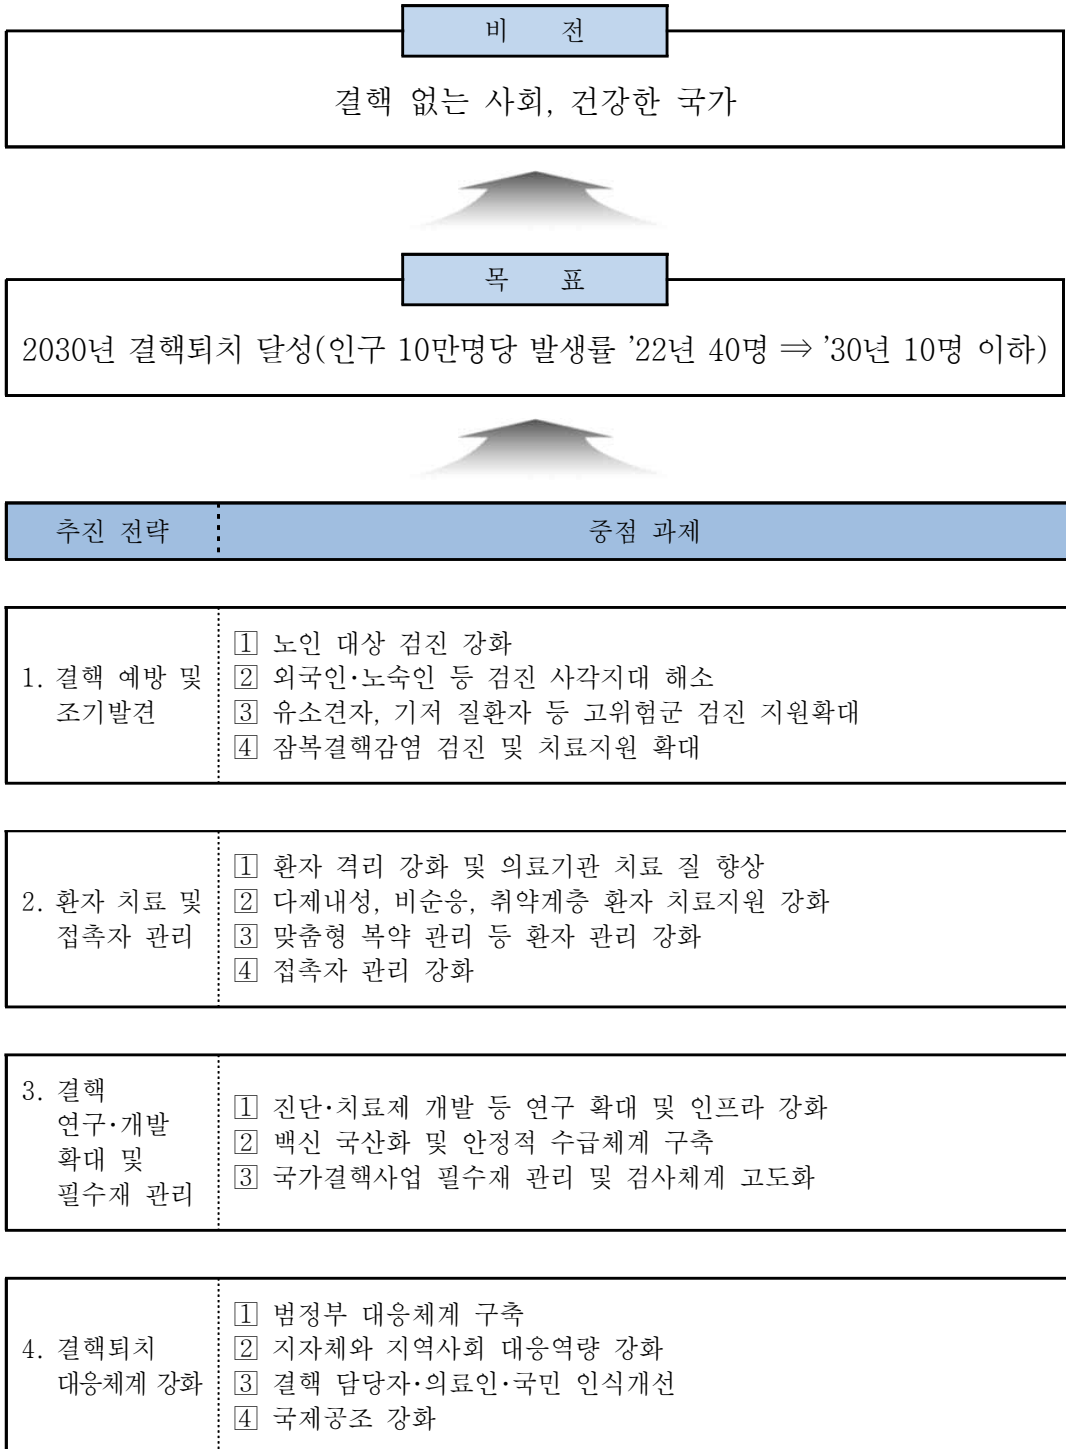 비 전
결핵 없는 사회, 건강한 국가
목 표
2030년 결핵퇴치 달성(인구 10만명당 발생률 ’22년 40명 ⇒ ’30년 10명 이하)
추진 전략
중점 과제
1. 결핵 예방 및
조기발견
1 노인 대상 검진 강화
2 외국인·노숙인 등 검진 사각지대 해소
3 유소견자, 기저 질환자 등 고위험군 검진 지원확대
4 잠복결핵감염 검진 및 치료지원 확대
2. 환자 치료 및
접촉자 관리
1 환자 격리 강화 및 의료기관 치료 질 향상
2 다제내성, 비순응, 취약계층 환자 치료지원 강화
3 맞춤형 복약 관리 등 환자 관리 강화
4 접촉자 관리 강화
3. 결핵
연구·개발
확대 및
필수재 관리
1 진단·치료제 개발 등 연구 확대 및 인프라 강화
2 백신 국산화 및 안정적 수급체계 구축
3 국가결핵사업 필수재 관리 및 검사체계 고도화
4. 결핵퇴치
대응체계 강화
1 범정부 대응체계 구축
2 지자체와 지역사회 대응역량 강화
3 결핵 담당자·의료인·국민 인식개선
4 국제공조 강화